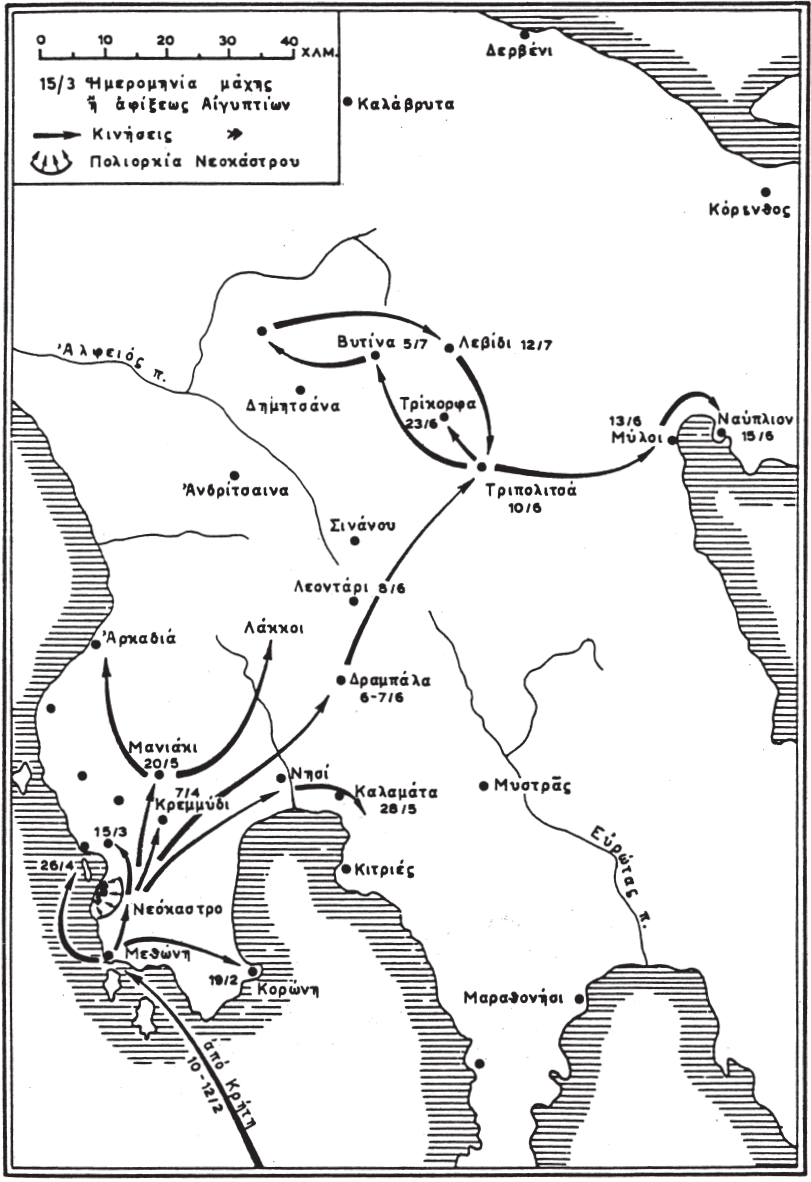 0 10 20 30 40 ΧΛΜ.
15/3 Ἡμερομηνία μάχης
ἤ ἀφίξεως Αἰγυπτίων
Κινήσεις »
Πολιορκία Νεοκάστρου
Δερβένι
Καλάβρυτα
Κόρινθος
Ἀλφειός π.
Βυτίνα 5/7
Λεβίδι 12/7
Δημητσάνα
Τρίκορφα
23/6
13/6
Μύλοι
Ναύπλιον
15/6
Ἀνδρίτσαινα
Τριπολιτσά
10/6
Σινάνου
Λεοντάρι 8/6
Λάκκοι
Ἀρκαδιά
Δραμπάλα
6-7/6
Μανιάκι
20/5
Νησί
7/4
Κρεμμύδι
Καλαμάτα
28/5
Μυστρᾶς
15/3
Εὐρώτας π.
26/4
Κιτριές
Νεόκαστρο
Μεθώνη
19/2
Κορώνη
Μαραθονήσι
ἀπό Κρήτη
10-12/2